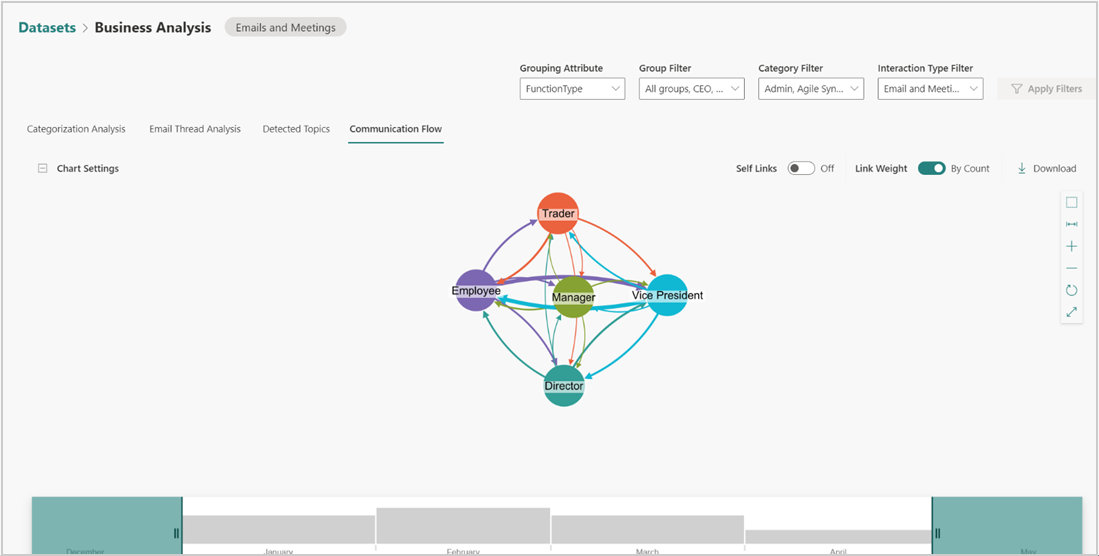 Datasets > Business Analysis Emails and Meetings
Grouping Attribute Group Filter Category Filter Interaction Type Filter
FunctionType All groups, CEO, ... Admin, Agile Syn... Email and Meeti... Apply Filters
Categorization Analysis Email Thread Analysis Detected Topics Communication Flow
Chart Settings Self Links Off Link Weight By Count Download
Trader
Employee Manager Vice President
Director
December January February March April May